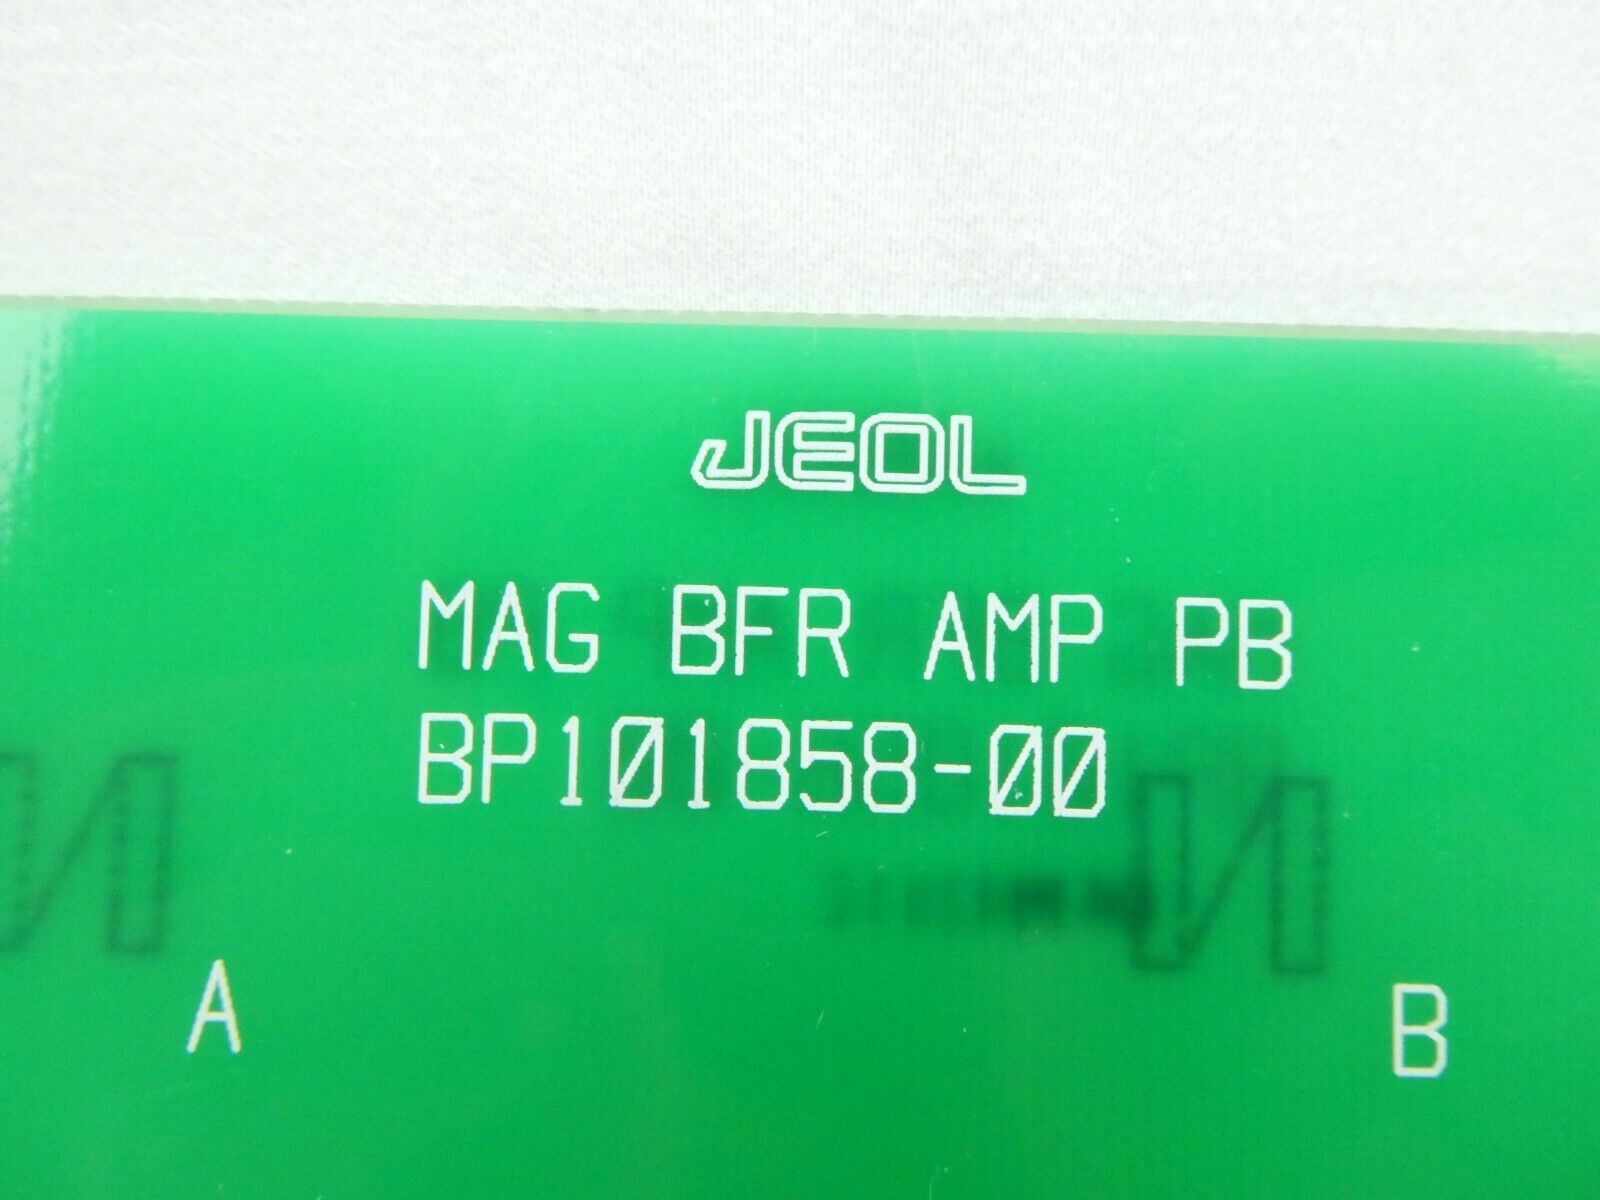 JEOL
MAG BFR AMP PB
BP101858-00
A
B